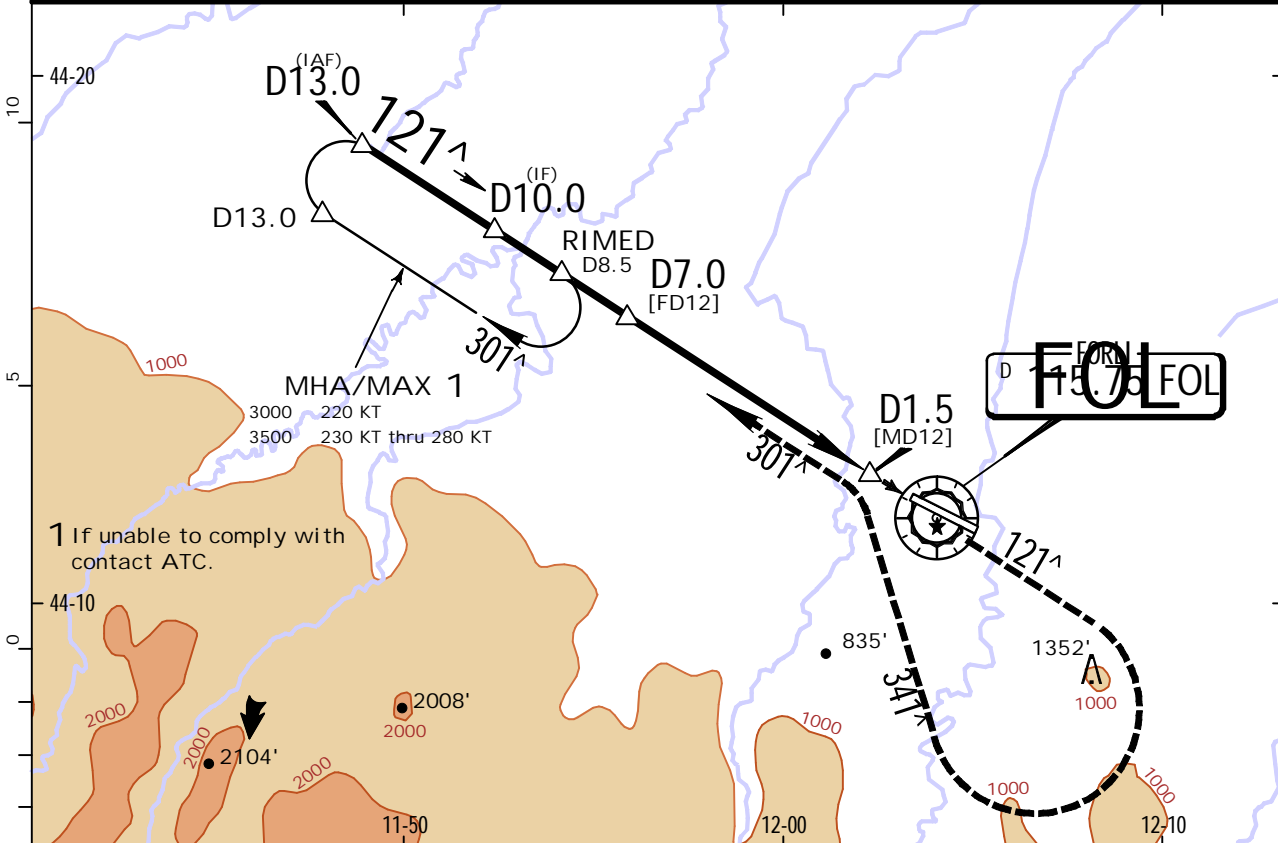 44-20
10
(IAF)
D13.0
121^
(IF)
D10.0
D13.0
RIMED
D8.5
D7.0
[FD12]
301^
5
1000
MHA/MAX 1
3000 220 KT
3500 230 KT thru 280 KT
FORLI
D 115.75 FOL
FOL
D1.5
[MD12]
301^
1 If unable to comply with
contact ATC.
121^
44-10
0
835'
1352'
1000
341^
2000
2008'
2000
2000
2104'
2000
1000
1000
1000
11-50
12-00
12-10